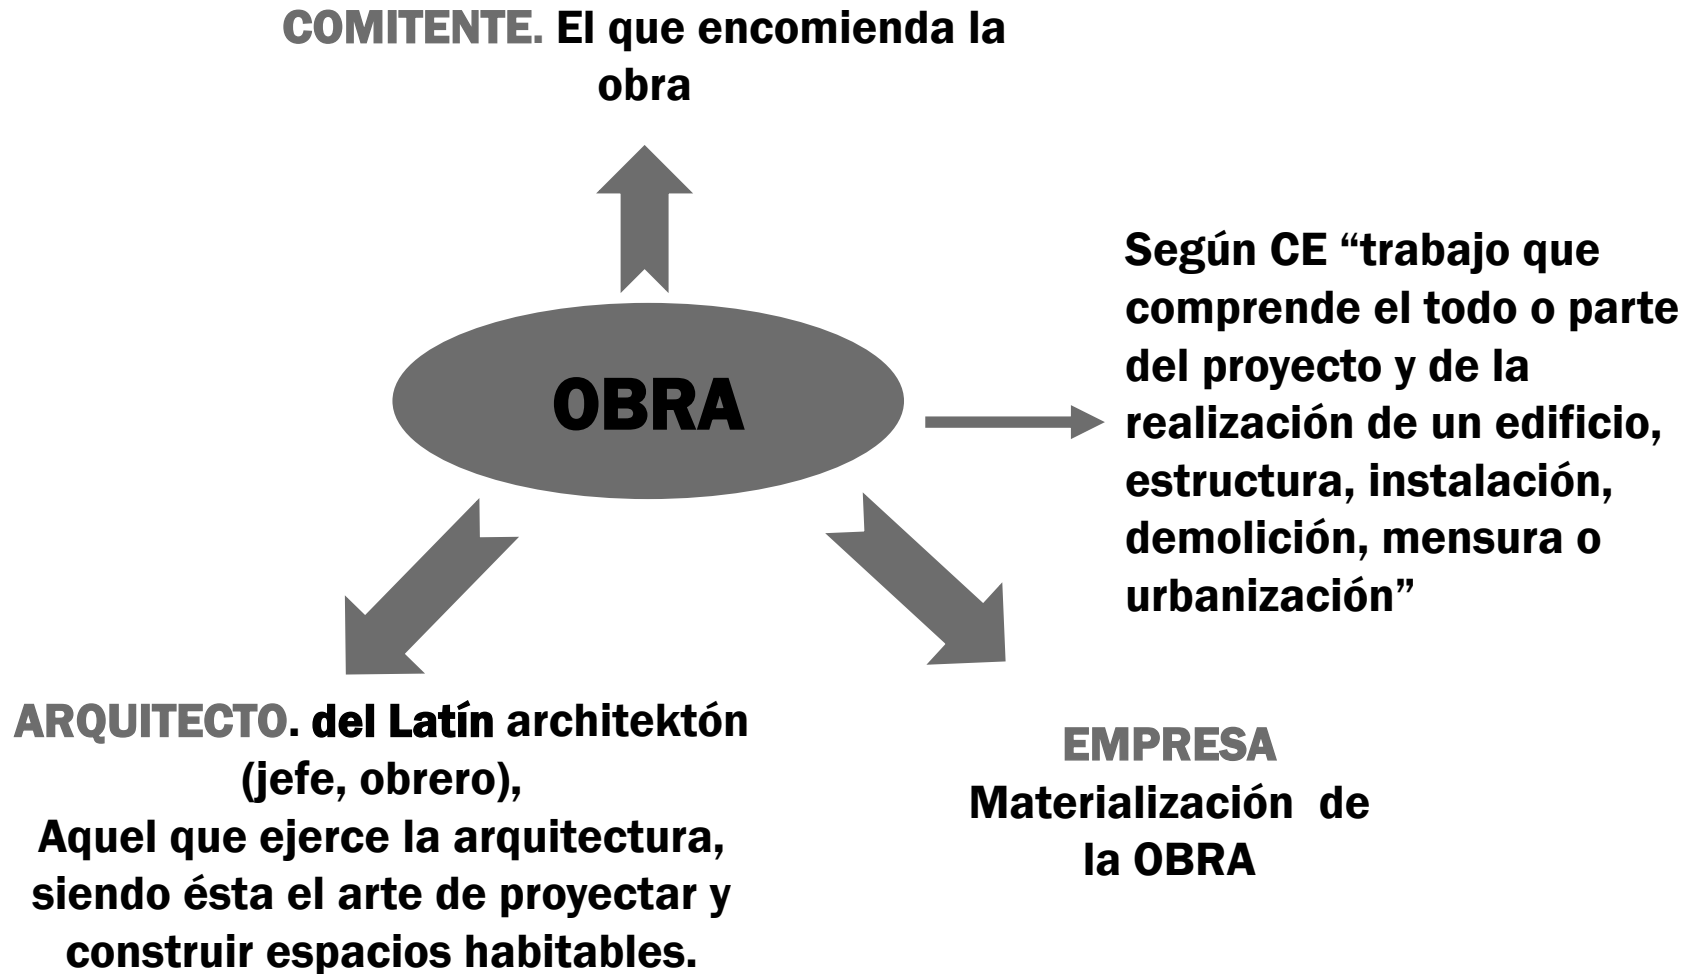 COMITENTE. El que encomienda la
obra
OBRA
Según CE “trabajo que
comprende el todo o parte
del proyecto y de la
realización de un edificio,
estructura, instalación,
demolición, mensura o
urbanización”
ARQUITECTO. del Latín architektón
(jefe, obrero),
Aquel que ejerce la arquitectura,
siendo ésta el arte de proyectar y
construir espacios habitables.
EMPRESA
Materialización  de
la OBRA